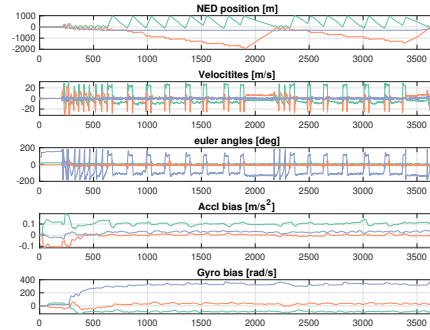 NED position [m]
1000
0
-1000
-2000
0 500 1000 1500 2000 2500 3000 3500
Velocitites [m/s]
20
0
-20
0 500 1000 1500 2000 2500 3000 3500
euler angles [deg]
200
0
-200
0 500 1000 1500 2000 2500 3000 3500
Accl bias [m/s²]
0.1
0
-0.1
0 500 1000 1500 2000 2500 3000 3500
Gyro bias [rad/s]
400
200
0
0 500 1000 1500 2000 2500 3000 3500